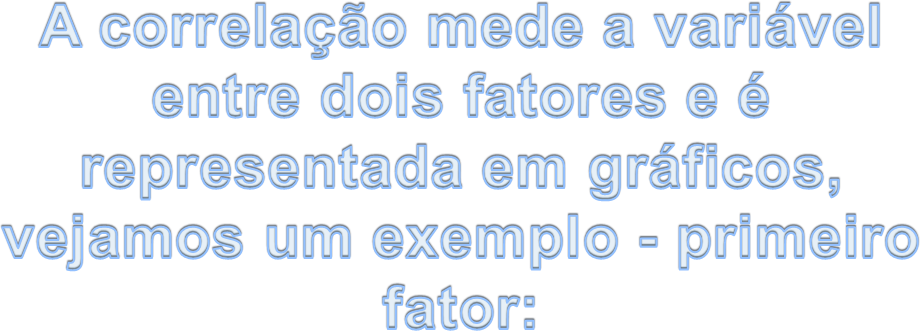 A correlação mede a variável
entre dois fatores e é
representada em gráficos,
vejamos um exemplo - primeiro
fator: